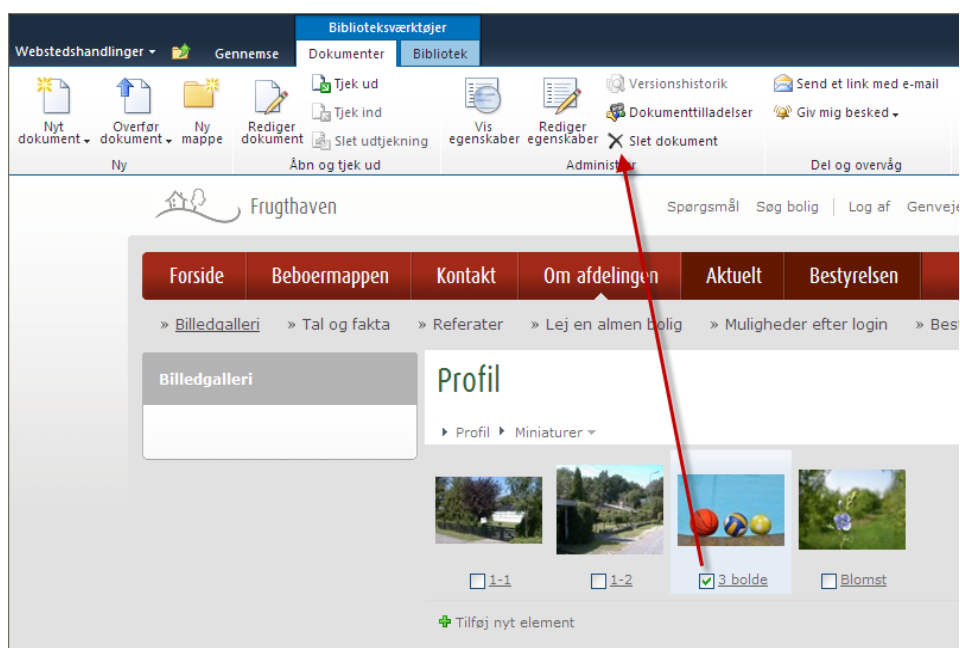 Biblioteksværktøjer
Webstedshandlinger Gennemse Dokumenter Bibliotek
Nyt dokument
Overfør dokument
Ny mappe
Ny
Rediger dokument
Tjek ud
Tjek ind
Slet udtjekning
Åbn og tjek ud
Vis egenskaber
Rediger egenskaber
Versionshistorik
Dokumenttilladelser
Slet dokument
Administrer
Send et link med e-mail
Giv mig besked
Del og overvåg
Frugthaven
Spørgsmål Søg bolig | Log af Genveje
Forside Beboermappen Kontakt Om afdelingen Aktuelt Bestyrelsen
» Billedgalleri » Tal og fakta » Referater » Lej en almen bolig » Muligheder efter login » Bes
Billedgalleri
Profil
Profil Miniaturer
1-1 1-2 3 bolde Blomst
Tilføj nyt element